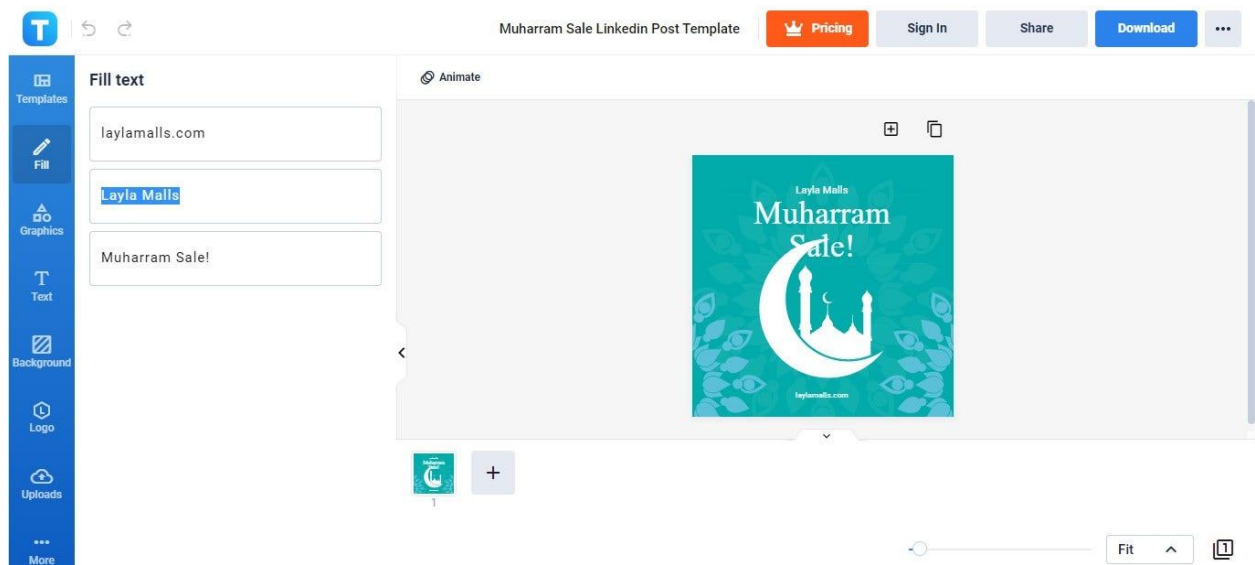 T
Muharram Sale Linkedin Post Template
Pricing
Sign In
Share
Download
Templates
Fill
Graphics
Text
Background
Logo
Uploads
More
Fill text
laylamalls.com
Layla Malls
Muharram Sale!
Animate
Layla Malls
Muharram
Sale!
laylamalls.com
1
Fit
1